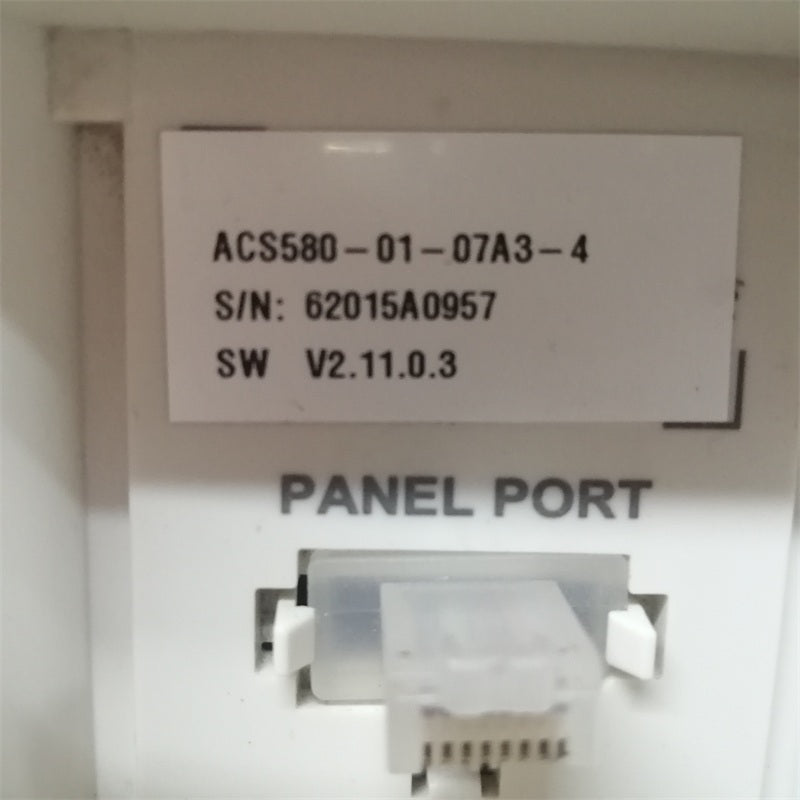 ACS580-01-07A3-4
S/N: 62015A0957
SW V2.11.0.3
PANEL PORT